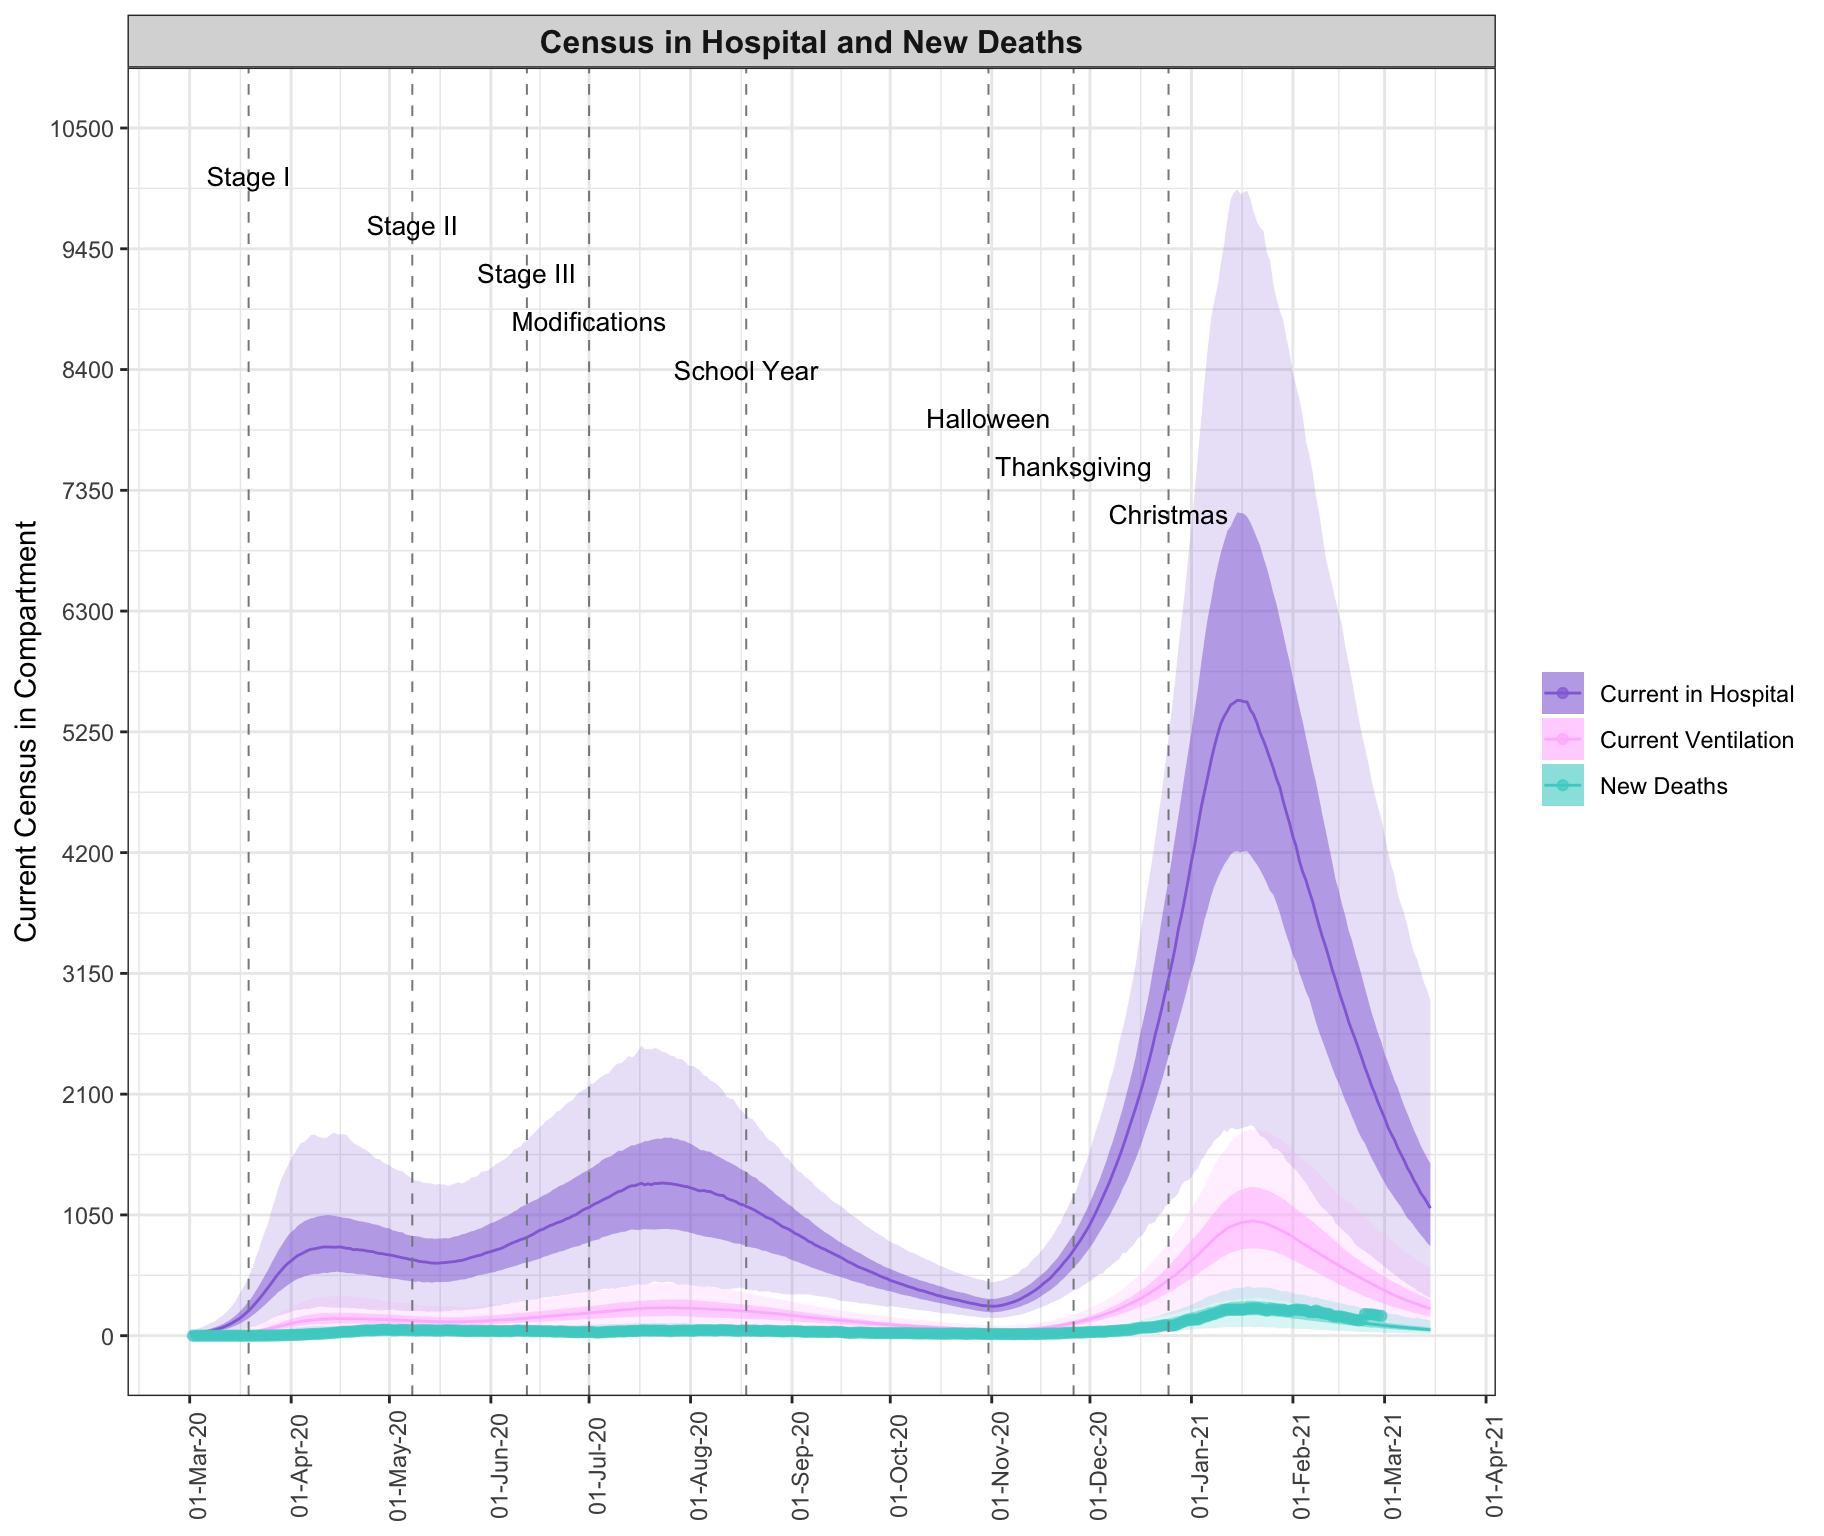 Census in Hospital and New Deaths
Current Census in Compartment
10500
9450
8400
7350
6300
5250
4200
3150
2100
1050
0
Stage I
Stage II
Stage III
Modifications
School Year
Halloween
Thanksgiving
Christmas
Current in Hospital
Current Ventilation
New Deaths
01-Mar-20
01-Apr-20
01-May-20
01-Jun-20
01-Jul-20
01-Aug-20
01-Sep-20
01-Oct-20
01-Nov-20
01-Dec-20
01-Jan-21
01-Feb-21
01-Mar-21
01-Apr-21